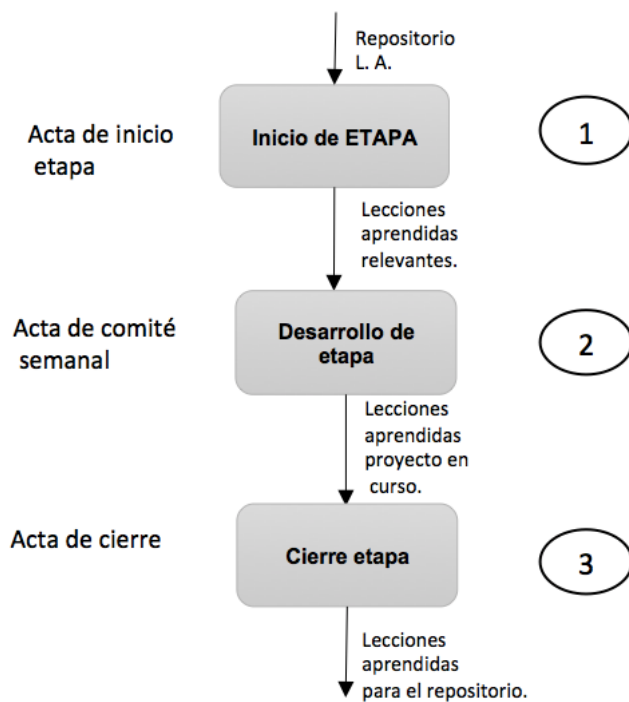 Repositorio
L. A.
Acta de inicio
etapa
Inicio de ETAPA
1
Lecciones
aprendidas
relevantes.
Acta de comité
semanal
Desarrollo de
etapa
2
Lecciones
aprendidas
proyecto en
curso.
Acta de cierre
Cierre etapa
3
Lecciones
aprendidas
para el repositorio.